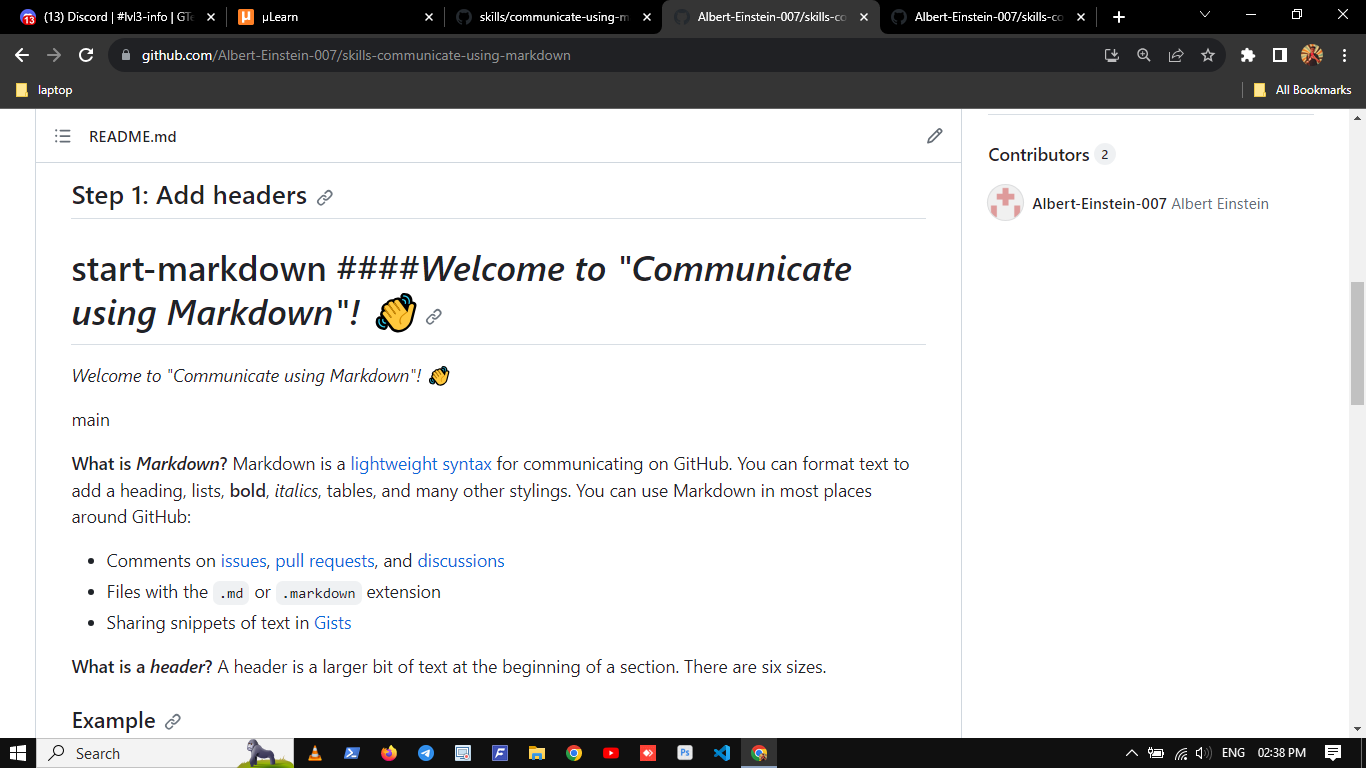 (13) Discord | #lvl3-info | GTe
µLearn
skills/communicate-using-m
Albert-Einstein-007/skills-co
Albert-Einstein-007/skills-co
github.com/Albert-Einstein-007/skills-communicate-using-markdown
laptop
All Bookmarks
README.md
Step 1: Add headers
start-markdown ####Welcome to "Communicate
using Markdown"! 👋
Welcome to "Communicate using Markdown"! 👋
main
What is Markdown? Markdown is a lightweight syntax for communicating on GitHub. You can format text to
add a heading, lists, bold, italics, tables, and many other stylings. You can use Markdown in most places
around GitHub:
• Comments on issues, pull requests, and discussions
• Files with the .md or .markdown extension
• Sharing snippets of text in Gists
What is a header? A header is a larger bit of text at the beginning of a section. There are six sizes.
Example
Contributors 2
Albert-Einstein-007 Albert Einstein
Search
ENG
02:38 PM